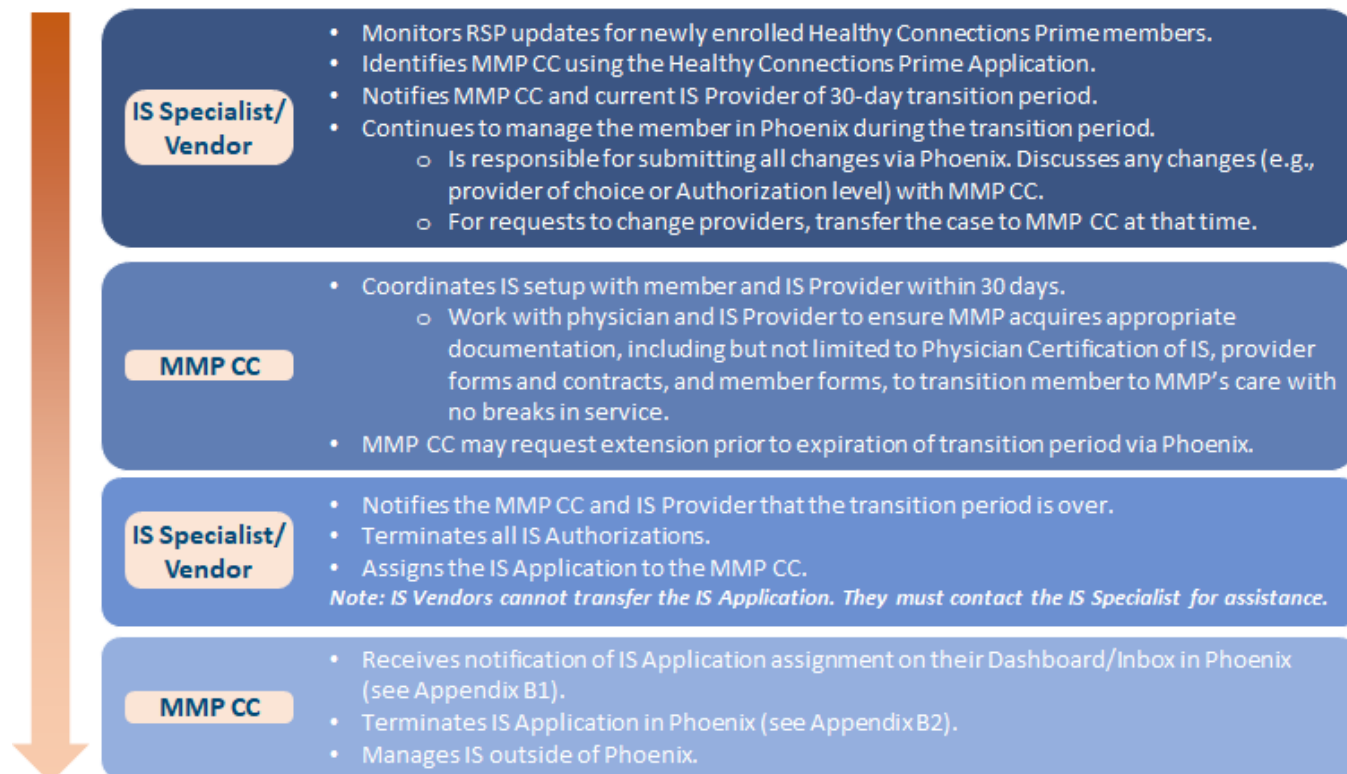 IS Specialist/
Vendor
• Monitors RSP updates for newly enrolled Healthy Connections Prime members.
• Identifies MMP CC using the Healthy Connections Prime Application.
• Notifies MMP CC and current IS Provider of 30-day transition period.
• Continues to manage the member in Phoenix during the transition period.
o Is responsible for submitting all changes via Phoenix. Discusses any changes (e.g.,
provider of choice or Authorization level) with MMP CC.
o For requests to change providers, transfer the case to MMP CC at that time.
MMP CC
• Coordinates IS setup with member and IS Provider within 30 days.
o Work with physician and IS Provider to ensure MMP acquires appropriate
documentation, including but not limited to Physician Certification of IS, provider
forms and contracts, and member forms, to transition member to MMP's care with
no breaks in service.
• MMP CC may request extension prior to expiration of transition period via Phoenix.
IS Specialist/
Vendor
• Notifies the MMP CC and IS Provider that the transition period is over.
• Terminates all IS Authorizations.
• Assigns the IS Application to the MMP CC.
Note: IS Vendors cannot transfer the IS Application. They must contact the IS Specialist for assistance.
MMP CC
• Receives notification of IS Application assignment on their Dashboard/Inbox in Phoenix
(see Appendix B1).
• Terminates IS Application in Phoenix (see Appendix B2).
• Manages IS outside of Phoenix.